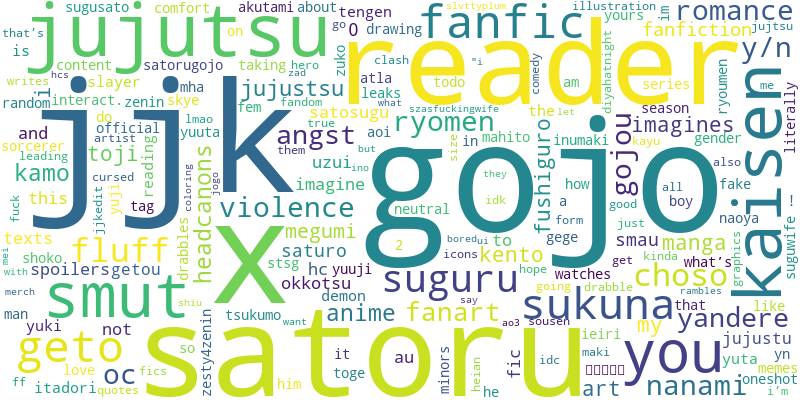 sugusato comfort akutami about slyttyplum illustration yours im romance
that's tengen fanfic
jujutsu on go O drawing y/n
is satorugojo fanfiction
content taking hero reader jujtsu
writes hcs slayer mha zuko clash "i comedy diyahatnight ryoumen me
random i interact. zenin skye fem zad atla todo am series kaisen
jjk jujustsu fandom leaks what szasfuckingwife the let season
and do official yuuta lmao satosugu ryomen size gojou imagines literally
sorcerer artist true angst aoi in mahito inumaki kayu gender
leading toji cursed reading them uzui but fushiguro also
kamo yuji headcanons imagine ino gojo they how all fake
fuck this tag jjkedit coloring jogo violence neutral idk a boy naoya !
texts drabbles megumi 2 form good just
mei shoko fluff x saturo stsg to gege smau manga graphics suguwife
with spoilers getou hc yuuji icons bored ui kento get kinda what's
merch smut shiu okkotsu demon suguru hope watches drabble choso rambles like
man tsukumo anime going say fanart sukuna that
yuki not want ao3 sousen my yandere
geto so satoru it au ieiri you jujustu
ff love oc zesty4zenin toge minors fic idc maki yuta yn memes
itadori quotes fics him heian he art nanami oneshot i'm